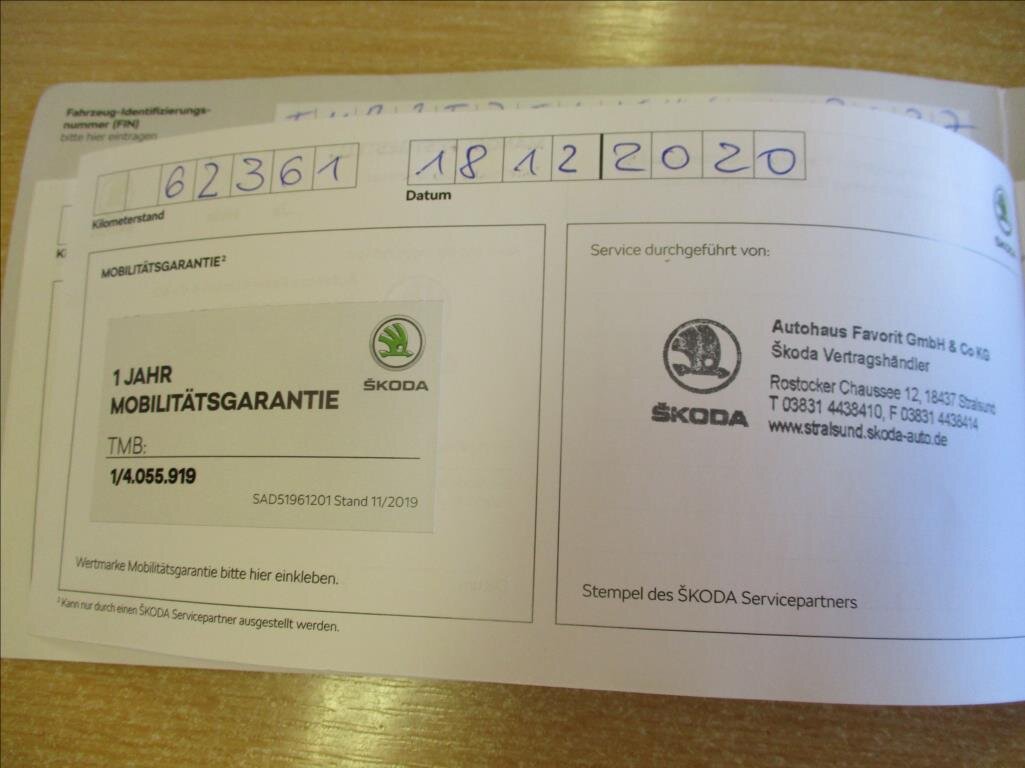 Fahrzeug-Identifizierungs-
nummer (FIN)
bitte hier eintragen
62361
18 12 2020
Kilometerstand
Datum
MOBILITÄTSGARANTIE²
Service durchgeführt von:
1 JAHR
MOBILITÄTSGARANTIE
ŠKODA
TMB:
1/4.055.919
SAD51961201 Stand 11/2019
Wertmarke Mobilitätsgarantie bitte hier einkleben.
² Kann nur durch einen ŠKODA Servicepartner ausgestellt werden.
ŠKODA
Autohaus Favorit GmbH & Co KG
Škoda Vertragshändler
Rostocker Chaussee 12, 18437 Stralsund
T 03831 4438410, F 03831 4438414
www.stralsund.skoda-auto.de
Stempel des ŠKODA Servicepartners